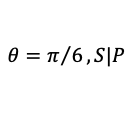 θ = π/6 , S|P